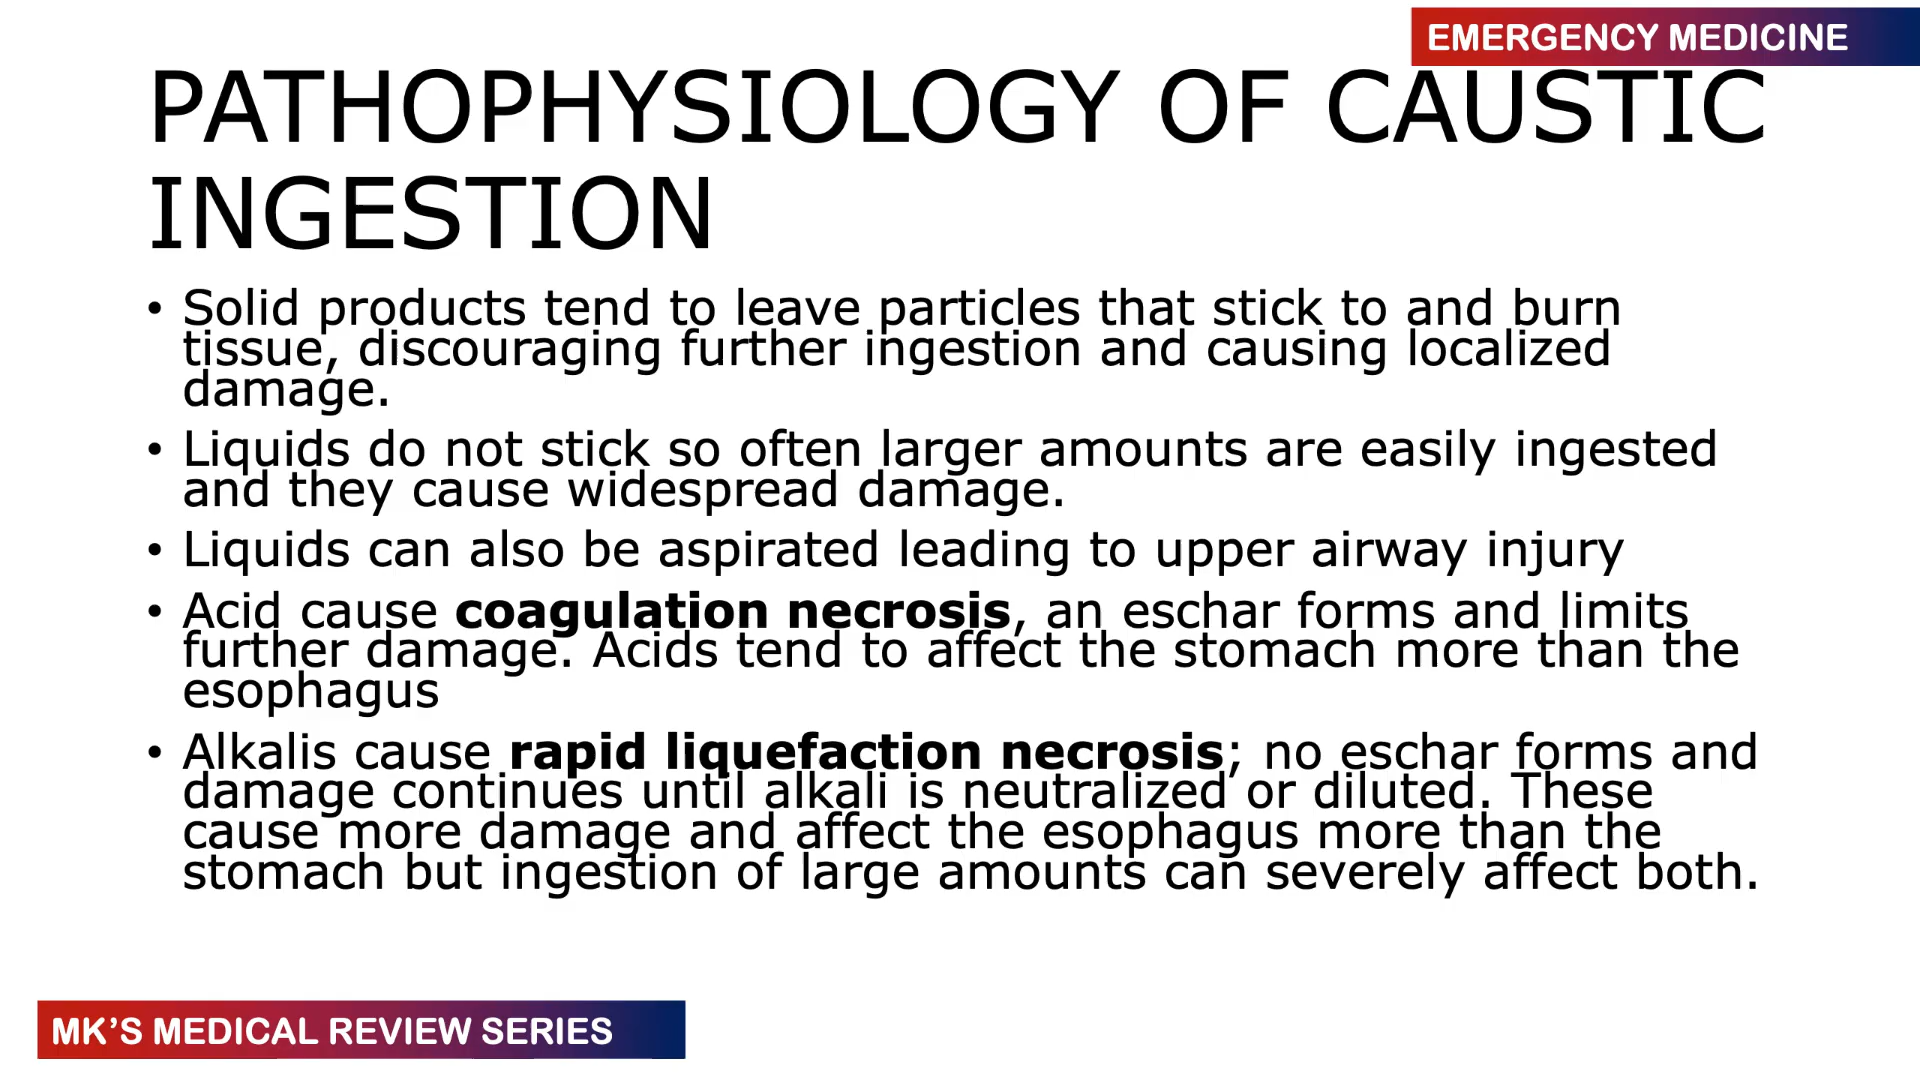 EMERGENCY MEDICINE
PATHOPHYSIOLOGY OF CAUSTIC
INGESTION
• Solid products tend to leave particles that stick to and burn
tissue, discouraging further ingestion and causing localized
damage.
• Liquids do not stick so often larger amounts are easily ingested
and they cause widespread damage.
• Liquids can also be aspirated leading to upper airway injury
• Acid cause coagulation necrosis, an eschar forms and limits
further damage. Acids tend to affect the stomach more than the
esophagus
• Alkalis cause rapid liquefaction necrosis; no eschar forms and
damage continues until alkali is neutralized or diluted. These
cause more damage and affect the esophagus more than the
stomach but ingestion of large amounts can severely affect both.
MK’S MEDICAL REVIEW SERIES